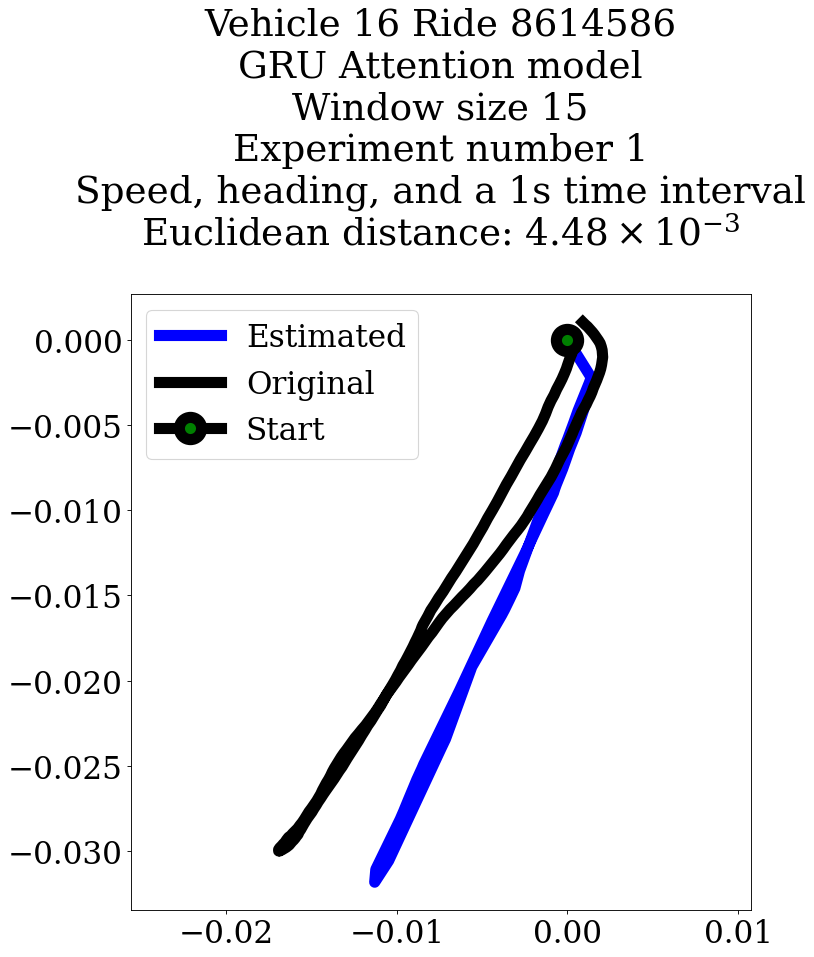 Vehicle 16 Ride 8614586
GRU Attention model
Window size 15
Experiment number 1
Speed, heading, and a 1s time interval
Euclidean distance: 4.48 × 10⁻³
Estimated
Original
Start
0.000
−0.005
−0.010
−0.015
−0.020
−0.025
−0.030
−0.02 −0.01 0.00 0.01